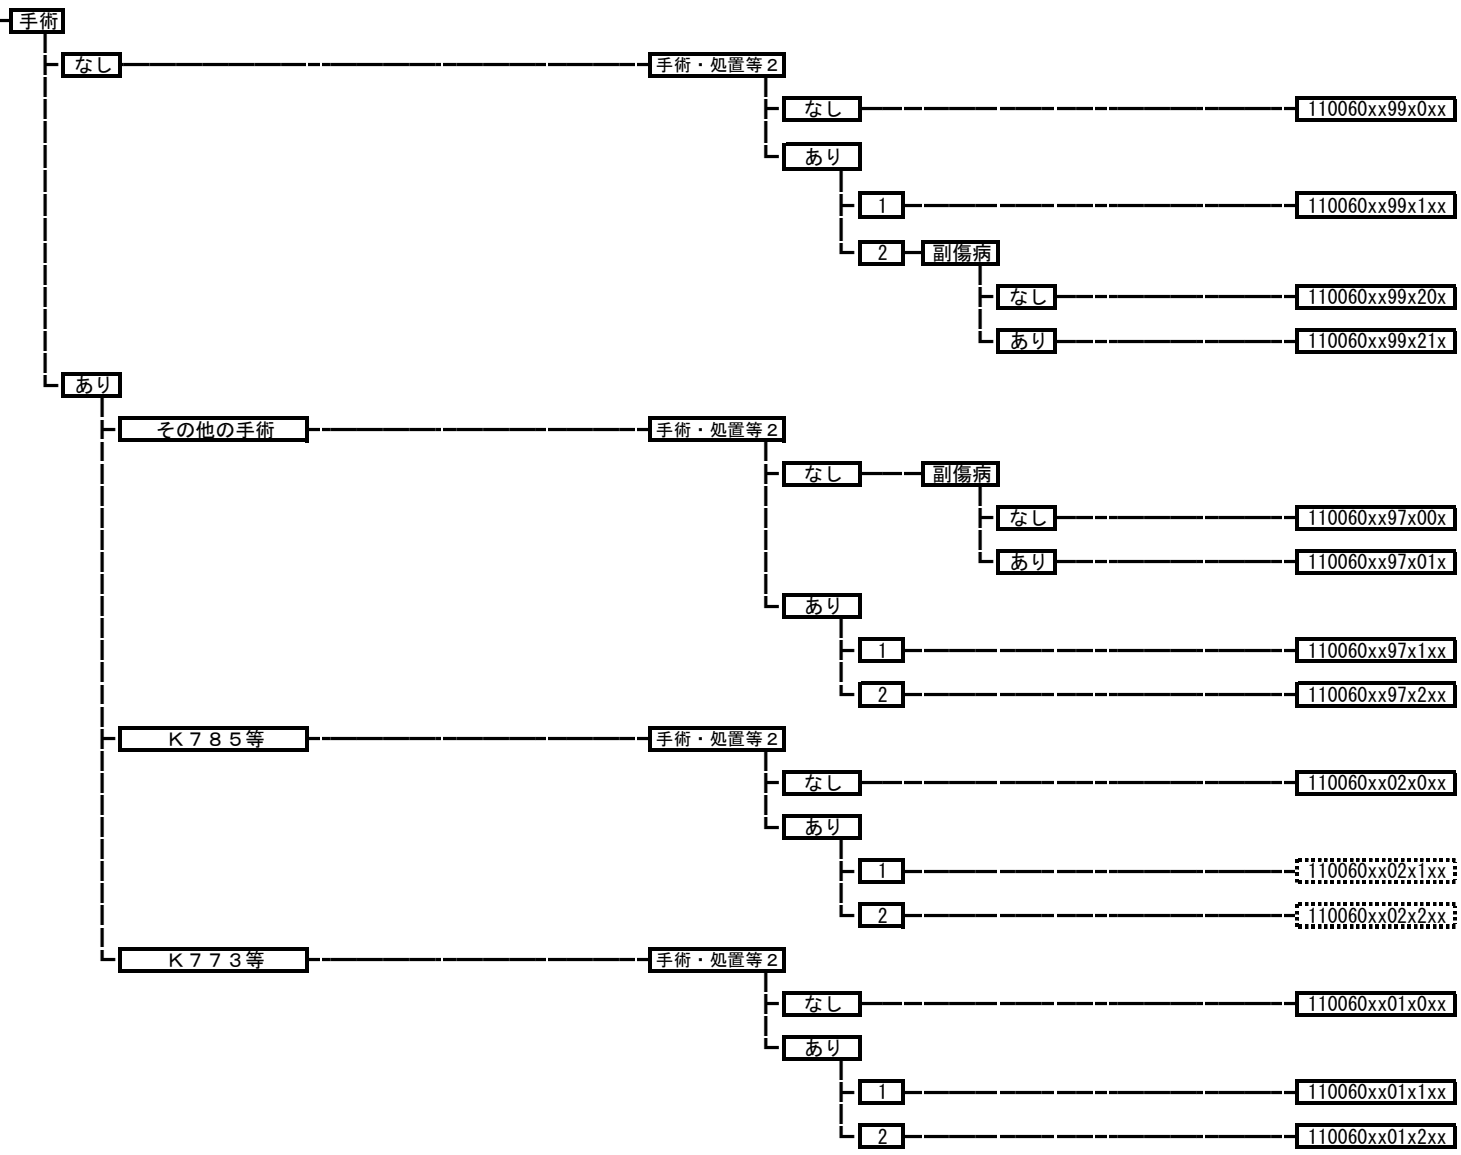 手術
なし 手術・処置等２
なし 110060xx99x0xx
あり
1 110060xx99x1xx
2 副傷病
なし 110060xx99x20x
あり 110060xx99x21x
あり
その他の手術 手術・処置等２
なし 副傷病
なし 110060xx97x00x
あり 110060xx97x01x
あり
1 110060xx97x1xx
2 110060xx97x2xx
Ｋ７８５等 手術・処置等２
なし 110060xx02x0xx
あり
1 110060xx02x1xx
2 110060xx02x2xx
Ｋ７７３等 手術・処置等２
なし 110060xx01x0xx
あり
1 110060xx01x1xx
2 110060xx01x2xx